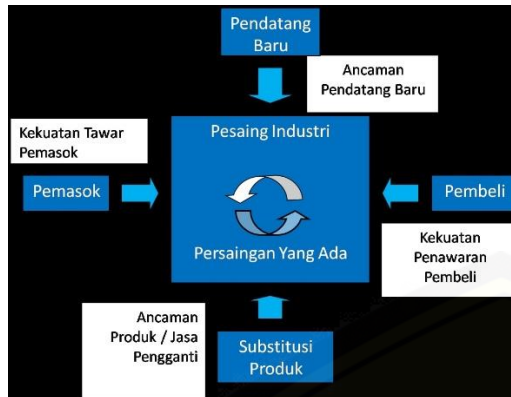 Pendatang
Baru
Ancaman
Pendatang Baru
Kekuatan Tawar
Pemasok
Pesaing Industri
Pemasok
Pembeli
Persaingan Yang Ada
Kekuatan
Penawaran
Pembeli
Ancaman
Produk / Jasa
Pengganti
Substitusi
Produk